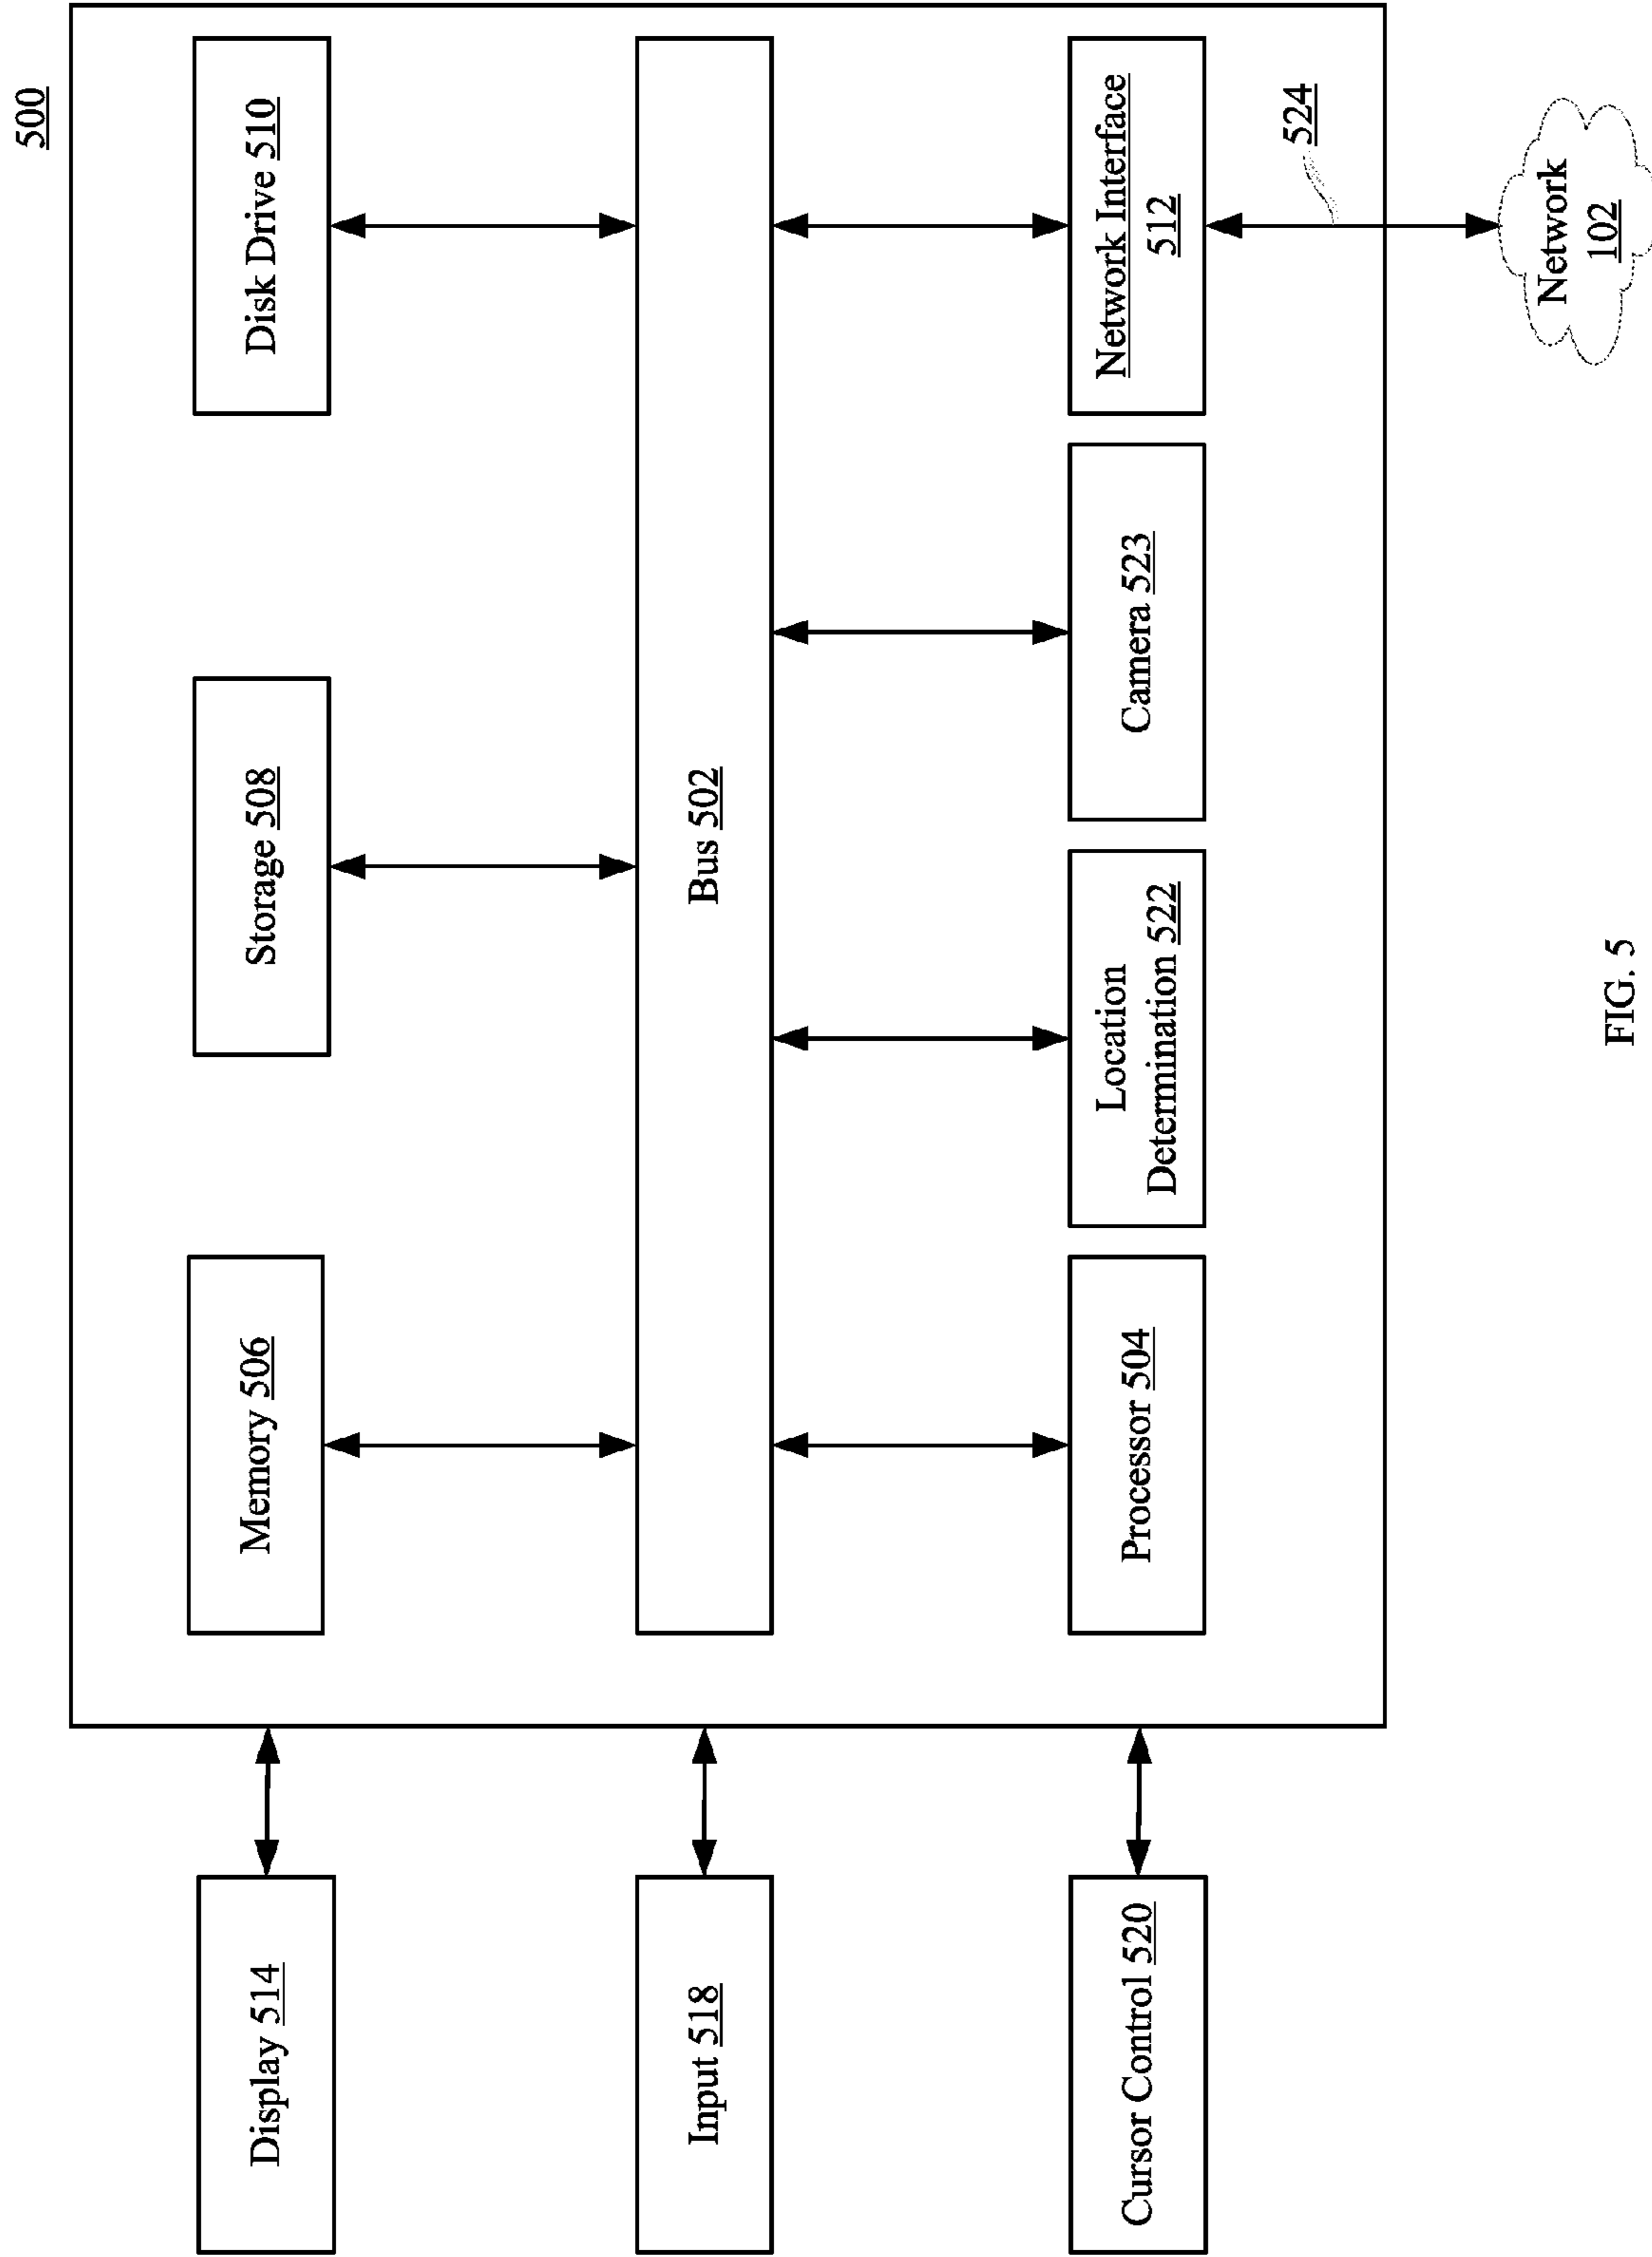 500
Display 514
Memory 506
Storage 508
Disk Drive 510
Input 518
Bus 502
Cursor Control 520
Processor 504
Location
Determination 522
Camera 523
Network Interface
512
524
Network
102
FIG. 5